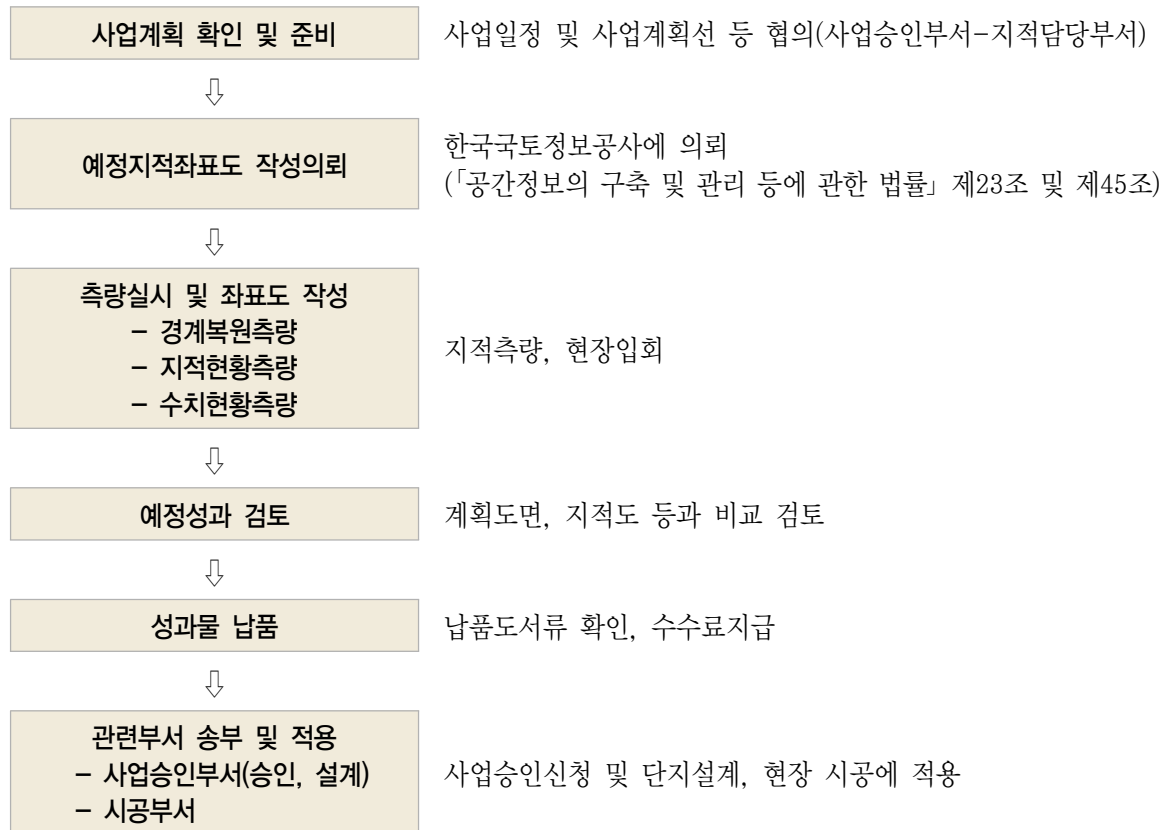 사업계획 확인 및 준비
사업일정 및 사업계획선 등 협의(사업승인부서-지적담당부서)
예정지적좌표도 작성의뢰
한국국토정보공사에 의뢰
(「공간정보의 구축 및 관리 등에 관한 법률」 제23조 및 제45조)
측량실시 및 좌표도 작성
- 경계복원측량
- 지적현황측량
- 수치현황측량
지적측량, 현장입회
예정성과 검토
계획도면, 지적도 등과 비교 검토
성과물 납품
납품도서류 확인, 수수료지급
관련부서 송부 및 적용
- 사업승인부서(승인, 설계)
- 시공부서
사업승인신청 및 단지설계, 현장 시공에 적용